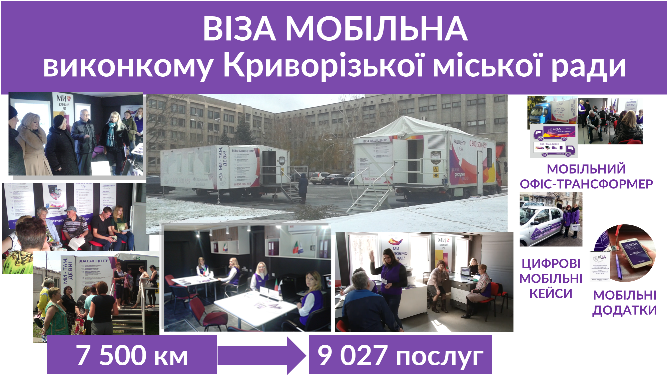 ВІЗА МОБІЛЬНА
виконкому Криворізької міської ради
МОБІЛЬНИЙ
ОФІС-ТРАНСФОРМЕР
ЦИФРОВІ
МОБІЛЬНІ
КЕЙСИ
МОБІЛЬНІ
ДОДАТКИ
7 500 км
9 027 послуг